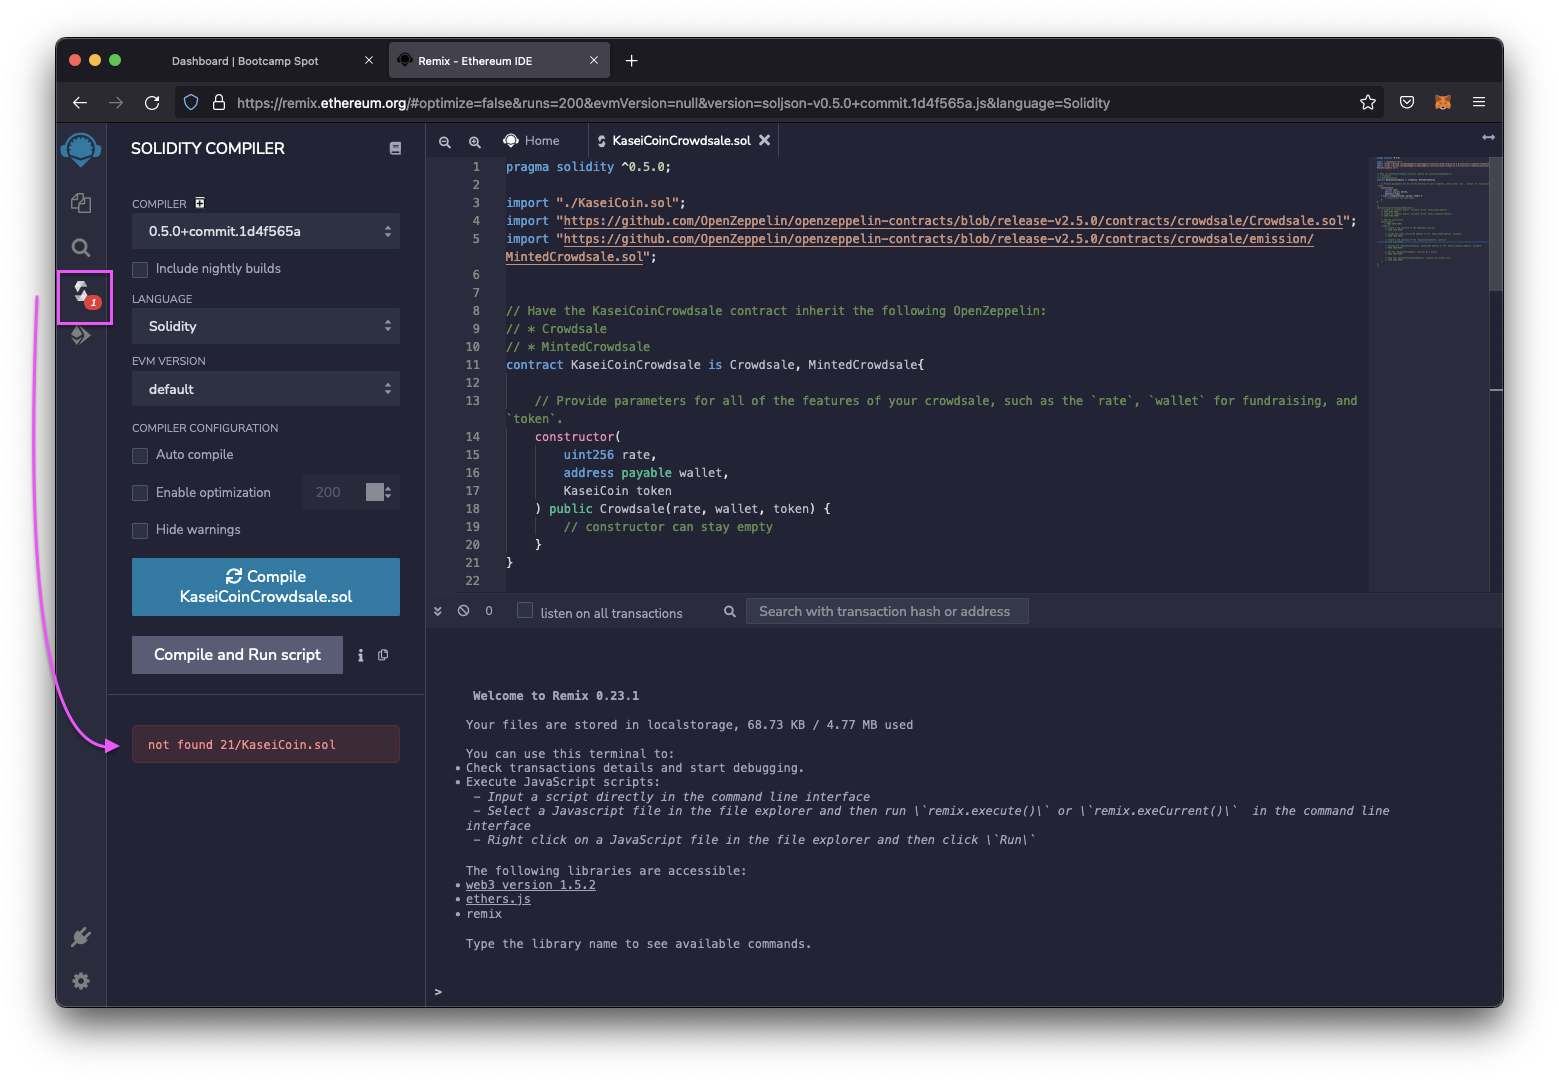 Dashboard | Bootcamp Spot
Remix - Ethereum IDE
https://remix.ethereum.org/#optimize=false&runs=200&evmVersion=null&version=soljson-v0.5.0+commit.1d4f565a.js&language=Solidity
SOLIDITY COMPILER
COMPILER
0.5.0+commit.1d4f565a
Include nightly builds
1
LANGUAGE
Solidity
EVM VERSION
default
COMPILER CONFIGURATION
Auto compile
Enable optimization 200
Hide warnings
Compile
KaseiCoinCrowdsale.sol
Compile and Run script
not found 21/KaseiCoin.sol
Home KaseiCoinCrowdsale.sol
1 pragma solidity ^0.5.0;
2
3 import "./KaseiCoin.sol";
4 import "https://github.com/OpenZeppelin/openzeppelin-contracts/blob/release-v2.5.0/contracts/crowdsale/Crowdsale.sol";
5 import "https://github.com/OpenZeppelin/openzeppelin-contracts/blob/release-v2.5.0/contracts/crowdsale/emission/
MintedCrowdsale.sol";
6
7
8 // Have the KaseiCoinCrowdsale contract inherit the following OpenZeppelin:
9 // * Crowdsale
10 // * MintedCrowdsale
11 contract KaseiCoinCrowdsale is Crowdsale, MintedCrowdsale{
12
13 // Provide parameters for all of the features of your crowdsale, such as the `rate`, `wallet` for fundraising, and
`token`.
14 constructor(
15 uint256 rate,
16 address payable wallet,
17 KaseiCoin token
18 ) public Crowdsale(rate, wallet, token) {
19 // constructor can stay empty
20 }
21 }
22
0 listen on all transactions Search with transaction hash or address
Welcome to Remix 0.23.1
Your files are stored in localstorage, 68.73 KB / 4.77 MB used
You can use this terminal to:
• Check transactions details and start debugging.
• Execute JavaScript scripts:
- Input a script directly in the command line interface
- Select a Javascript file in the file explorer and then run \`remix.execute()\` or \`remix.exeCurrent()\` in the command line
interface
- Right click on a JavaScript file in the file explorer and then click \`Run\`
The following libraries are accessible:
• web3 version 1.5.2
• ethers.js
• remix
Type the library name to see available commands.
>